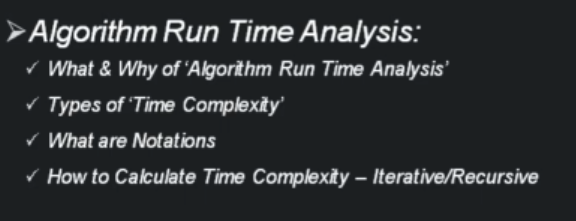 ➢Algorithm Run Time Analysis:
✓ What & Why of ‘Algorithm Run Time Analysis’
✓ Types of ‘Time Complexity’
✓ What are Notations
✓ How to Calculate Time Complexity – Iterative/Recursive